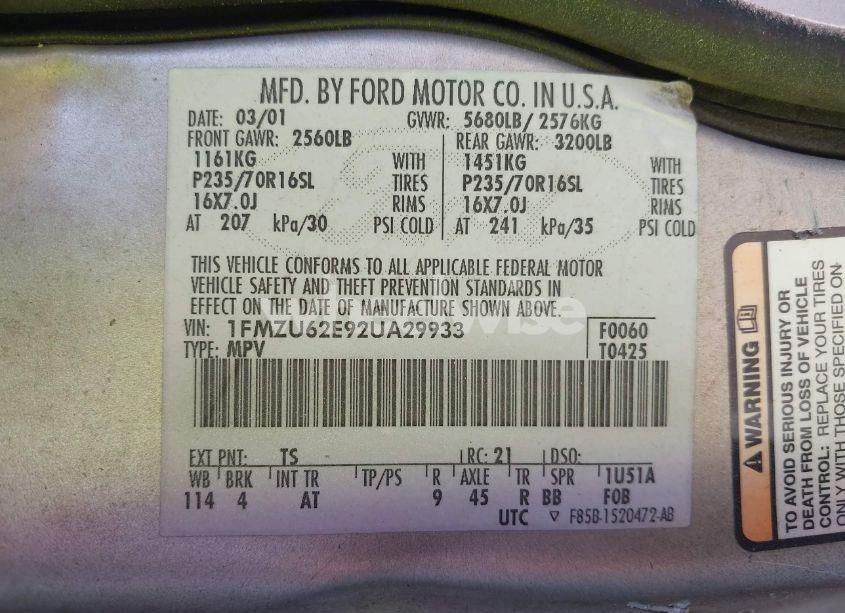 MFD. BY FORD MOTOR CO. IN U.S.A.
DATE: 03/01 GVWR: 5680LB/ 2576KG
FRONT GAWR: 2560LB REAR GAWR: 3200LB
1161KG WITH 1451KG WITH
P235/70R16SL TIRES P235/70R16SL TIRES
16X7.0J RIMS 16X7.0J RIMS
AT 207 kPa/30 PSI COLD AT 241 kPa/35 PSI COLD
THIS VEHICLE CONFORMS TO ALL APPLICABLE FEDERAL MOTOR
VEHICLE SAFETY AND THEFT PREVENTION STANDARDS IN
EFFECT ON THE DATE OF MANUFACTURE SHOWN ABOVE.
VIN: 1FMZU62E92UA29933 F0060
TYPE: MPV T0425
EXT PNT: TS RC: 21 DSO:
WB BRK INT TR TP/PS R AXLE TR SPR 1U51A
114 4 AT 9 45 R BB FOB
UTC ▽ F85B-1520472-AB
WARNING
TO AVOID SERIOUS INJURY OR
DEATH FROM LOSS OF VEHICLE
CONTROL: REPLACE YOUR TIRES
ONLY WITH THOSE SPECIFIED ON